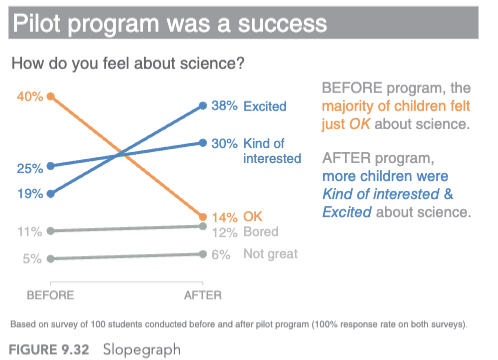 Pilot program was a success
How do you feel about science?
40%
25%
19%
11%
5%
38% Excited
30% Kind of
interested
14% OK
12% Bored
6% Not great
BEFORE
AFTER
BEFORE program, the
majority of children felt
just OK about science.
AFTER program,
more children were
Kind of interested &
Excited about science.
Based on survey of 100 students conducted before and after pilot program (100% response rate on both surveys).
FIGURE 9.32 Slopegraph